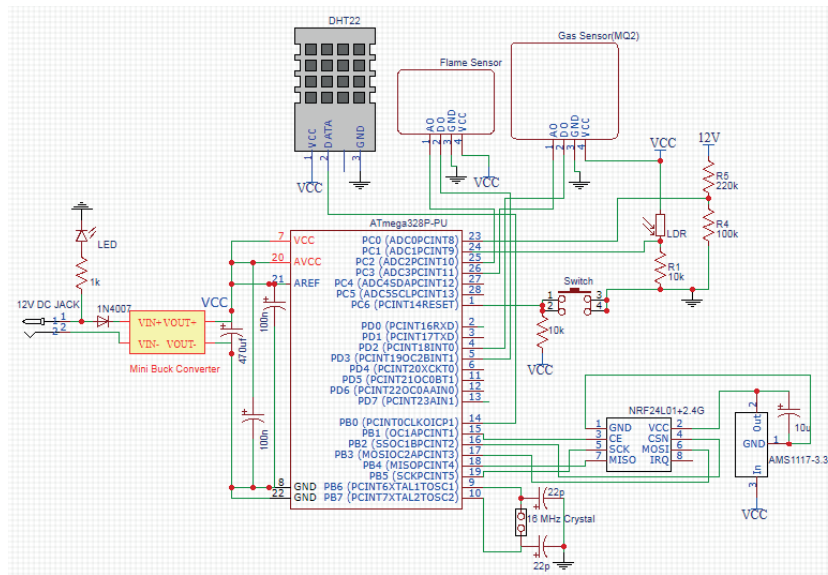 DHT22
VCC
DATA
GND
1
2
3
VCC
Flame Sensor
AO
DO
GND
VCC
1
2
3
4
VCC
Gas Sensor(MQ2)
AO
DO
GND
VCC
1
2
3
4
VCC
LDR
R1
10k
12V
R5
220k
R4
100k
LED
1k
12V DC JACK
1
2
1N4007
VIN+ VOUT+
VIN- VOUT-
Mini Buck Converter
VCC
470uf
100n
100n
ATmega328P-PU
7 VCC
20 AVCC
21 AREF
8 GND
22 GND
PC0 (ADC0PCINT8) 23
PC1 (ADC1PCINT9) 24
PC2 (ADC2PCINT10) 25
PC3 (ADC3PCINT11) 26
PC4 (ADC4SDAPCINT12) 27
PC5 (ADC5SCLPCINT13) 28
PC6 (PCINT14RESET) 1
PD0 (PCINT16RXD) 2
PD1 (PCINT17TXD) 3
PD2 (PCINT18INT0) 4
PD3 (PCINT19OC2BINT1) 5
PD4 (PCINT20XCKT0) 6
PD5 (PCINT21OC0BT1) 11
PD6 (PCINT22OC0AAIN0) 12
PD7 (PCINT23AIN1) 13
PB0 (PCINT0CLKOICP1) 14
PB1 (OC1APCINT1) 15
PB2 (SSOC1BPCINT2) 16
PB3 (MOSIOC2APCINT3) 17
PB4 (MISOPCINT4) 18
PB5 (SCKPCINT5) 19
PB6 (PCINT6XTAL1TOSC1) 9
PB7 (PCINT7XTAL2TOSC2) 10
Switch
1
2
3
4
10k
VCC
NRF24L01+2.4G
1 GND VCC 2
3 CE CSN 4
5 SCK MOSI 6
7 MISO IRQ 8
2
Out
GND 1
In
3
10u
AMS1117-3.3
VCC
22p
16 MHz Crystal
22p